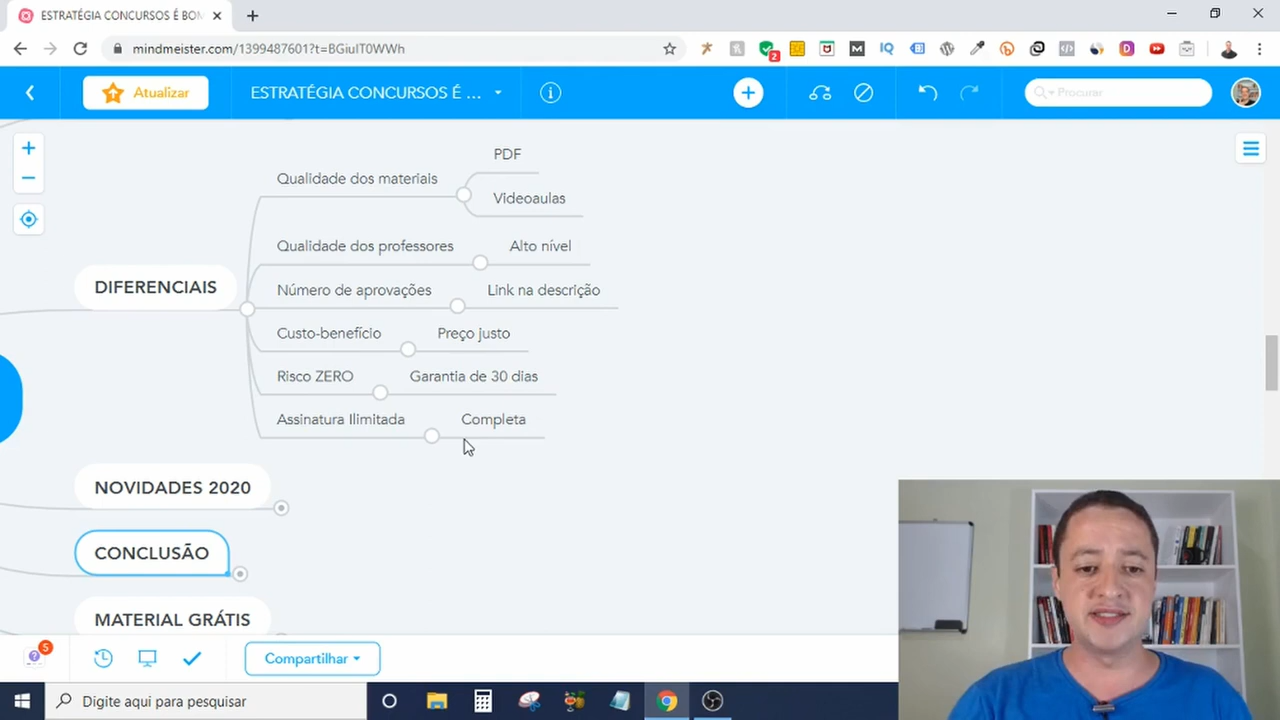 ESTRATÉGIA CONCURSOS É BOM
mindmeister.com/1399487601?t=BGiuIT0WWh
2
Atualizar
ESTRATÉGIA CONCURSOS É ...
Procurar
PDF
Qualidade dos materiais
Videoaulas
Qualidade dos professores
Alto nível
DIFERENCIAIS
Número de aprovações
Link na descrição
Custo-benefício
Preço justo
Risco ZERO
Garantia de 30 dias
Assinatura Ilimitada
Completa
NOVIDADES 2020
CONCLUSÃO
MATERIAL GRÁTIS
5
Compartilhar
Digite aqui para pesquisar